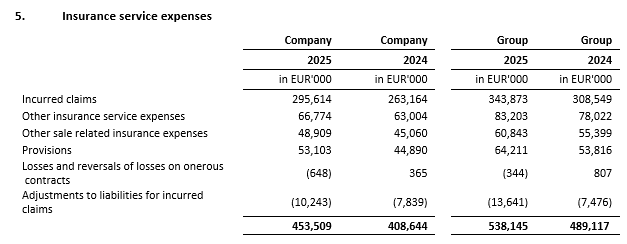 5. Insurance service expenses
Company Company Group Group
2025 2024 2025 2024
in EUR'000 in EUR'000 in EUR'000 in EUR'000
Incurred claims 295,614 263,164 343,873 308,549
Other insurance service expenses 66,774 63,004 83,203 78,022
Other sale related insurance expenses 48,909 45,060 60,843 55,399
Provisions 53,103 44,890 64,211 53,816
Losses and reversals of losses on onerous
contracts (648) 365 (344) 807
Adjustments to liabilities for incurred
claims (10,243) (7,839) (13,641) (7,476)
453,509 408,644 538,145 489,117